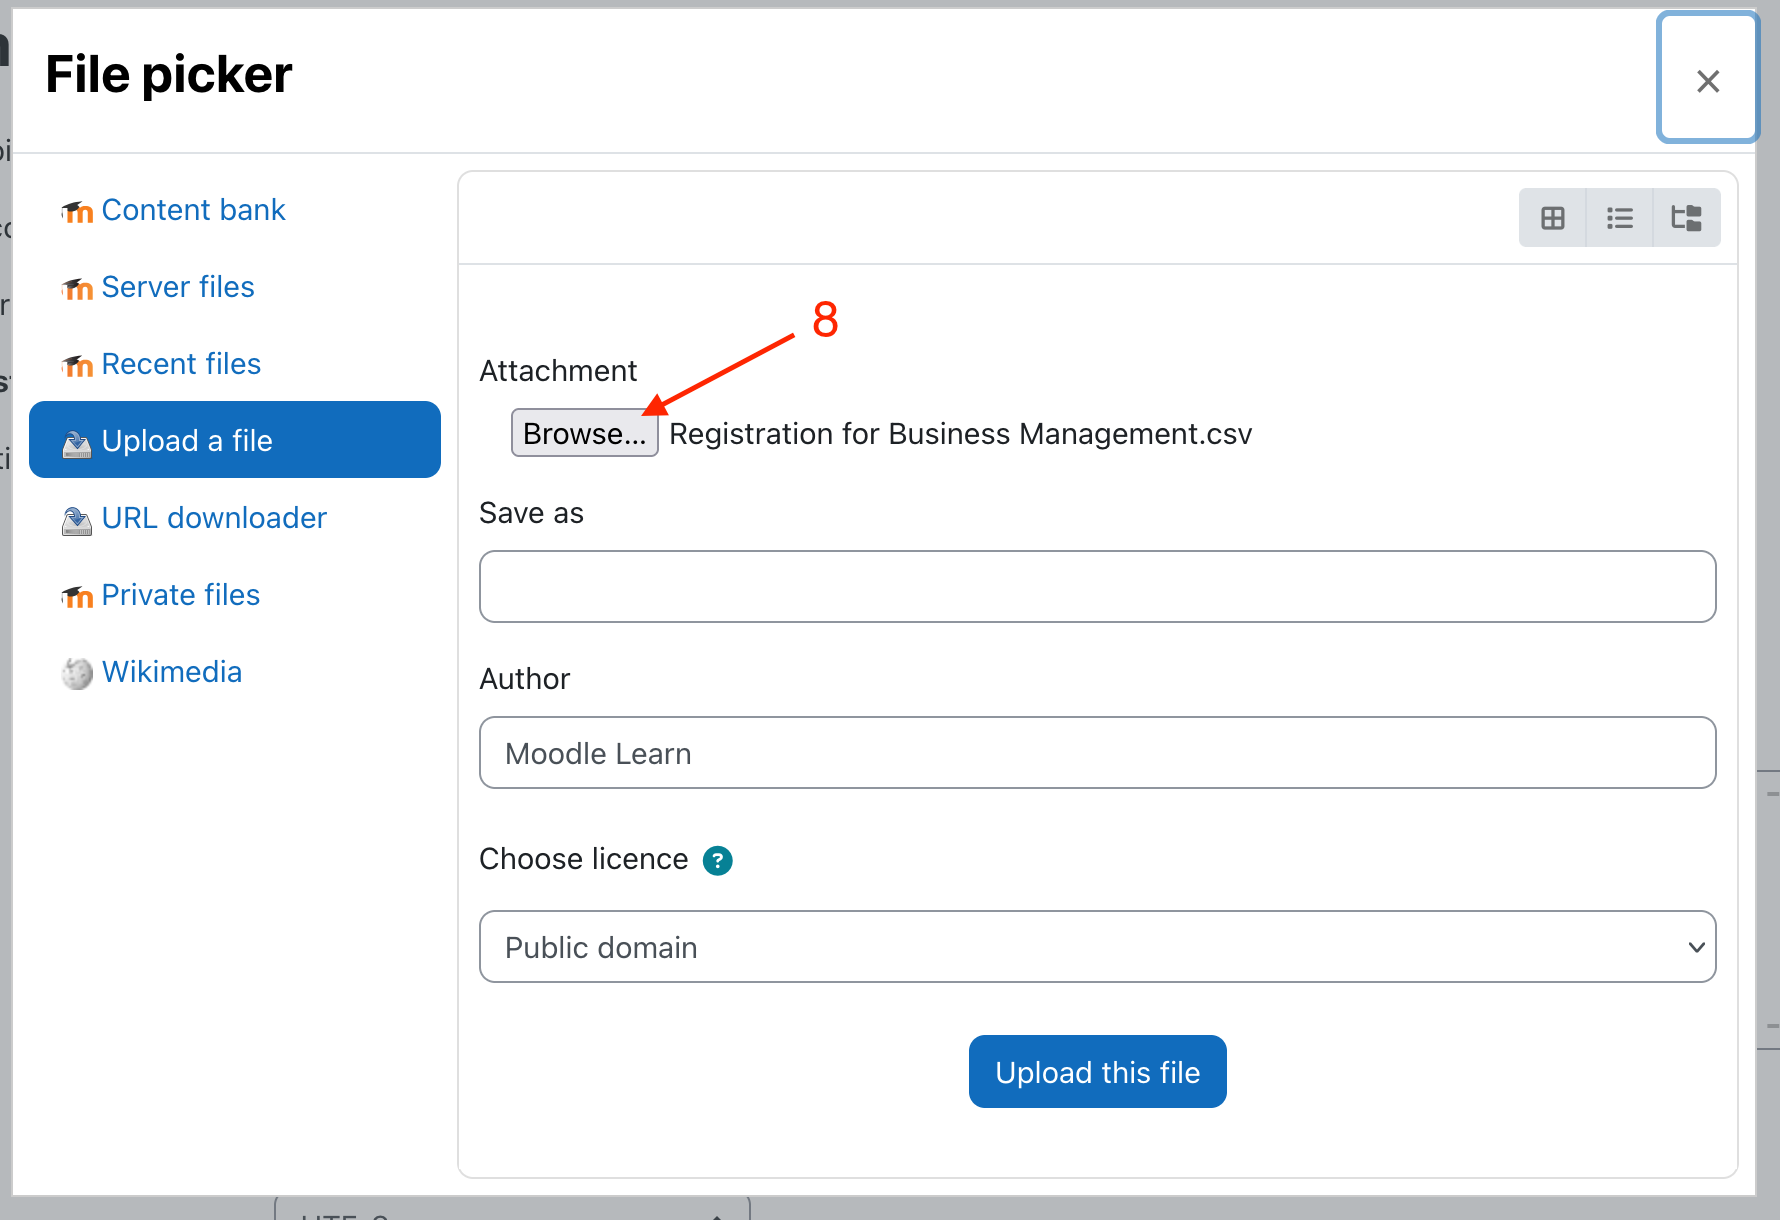 File picker
Content bank
Server files
Recent files
Upload a file
URL downloader
Private files
Wikimedia
8
Attachment
Browse... Registration for Business Management.csv
Save as
Author
Moodle Learn
Choose licence ?
Public domain
Upload this file